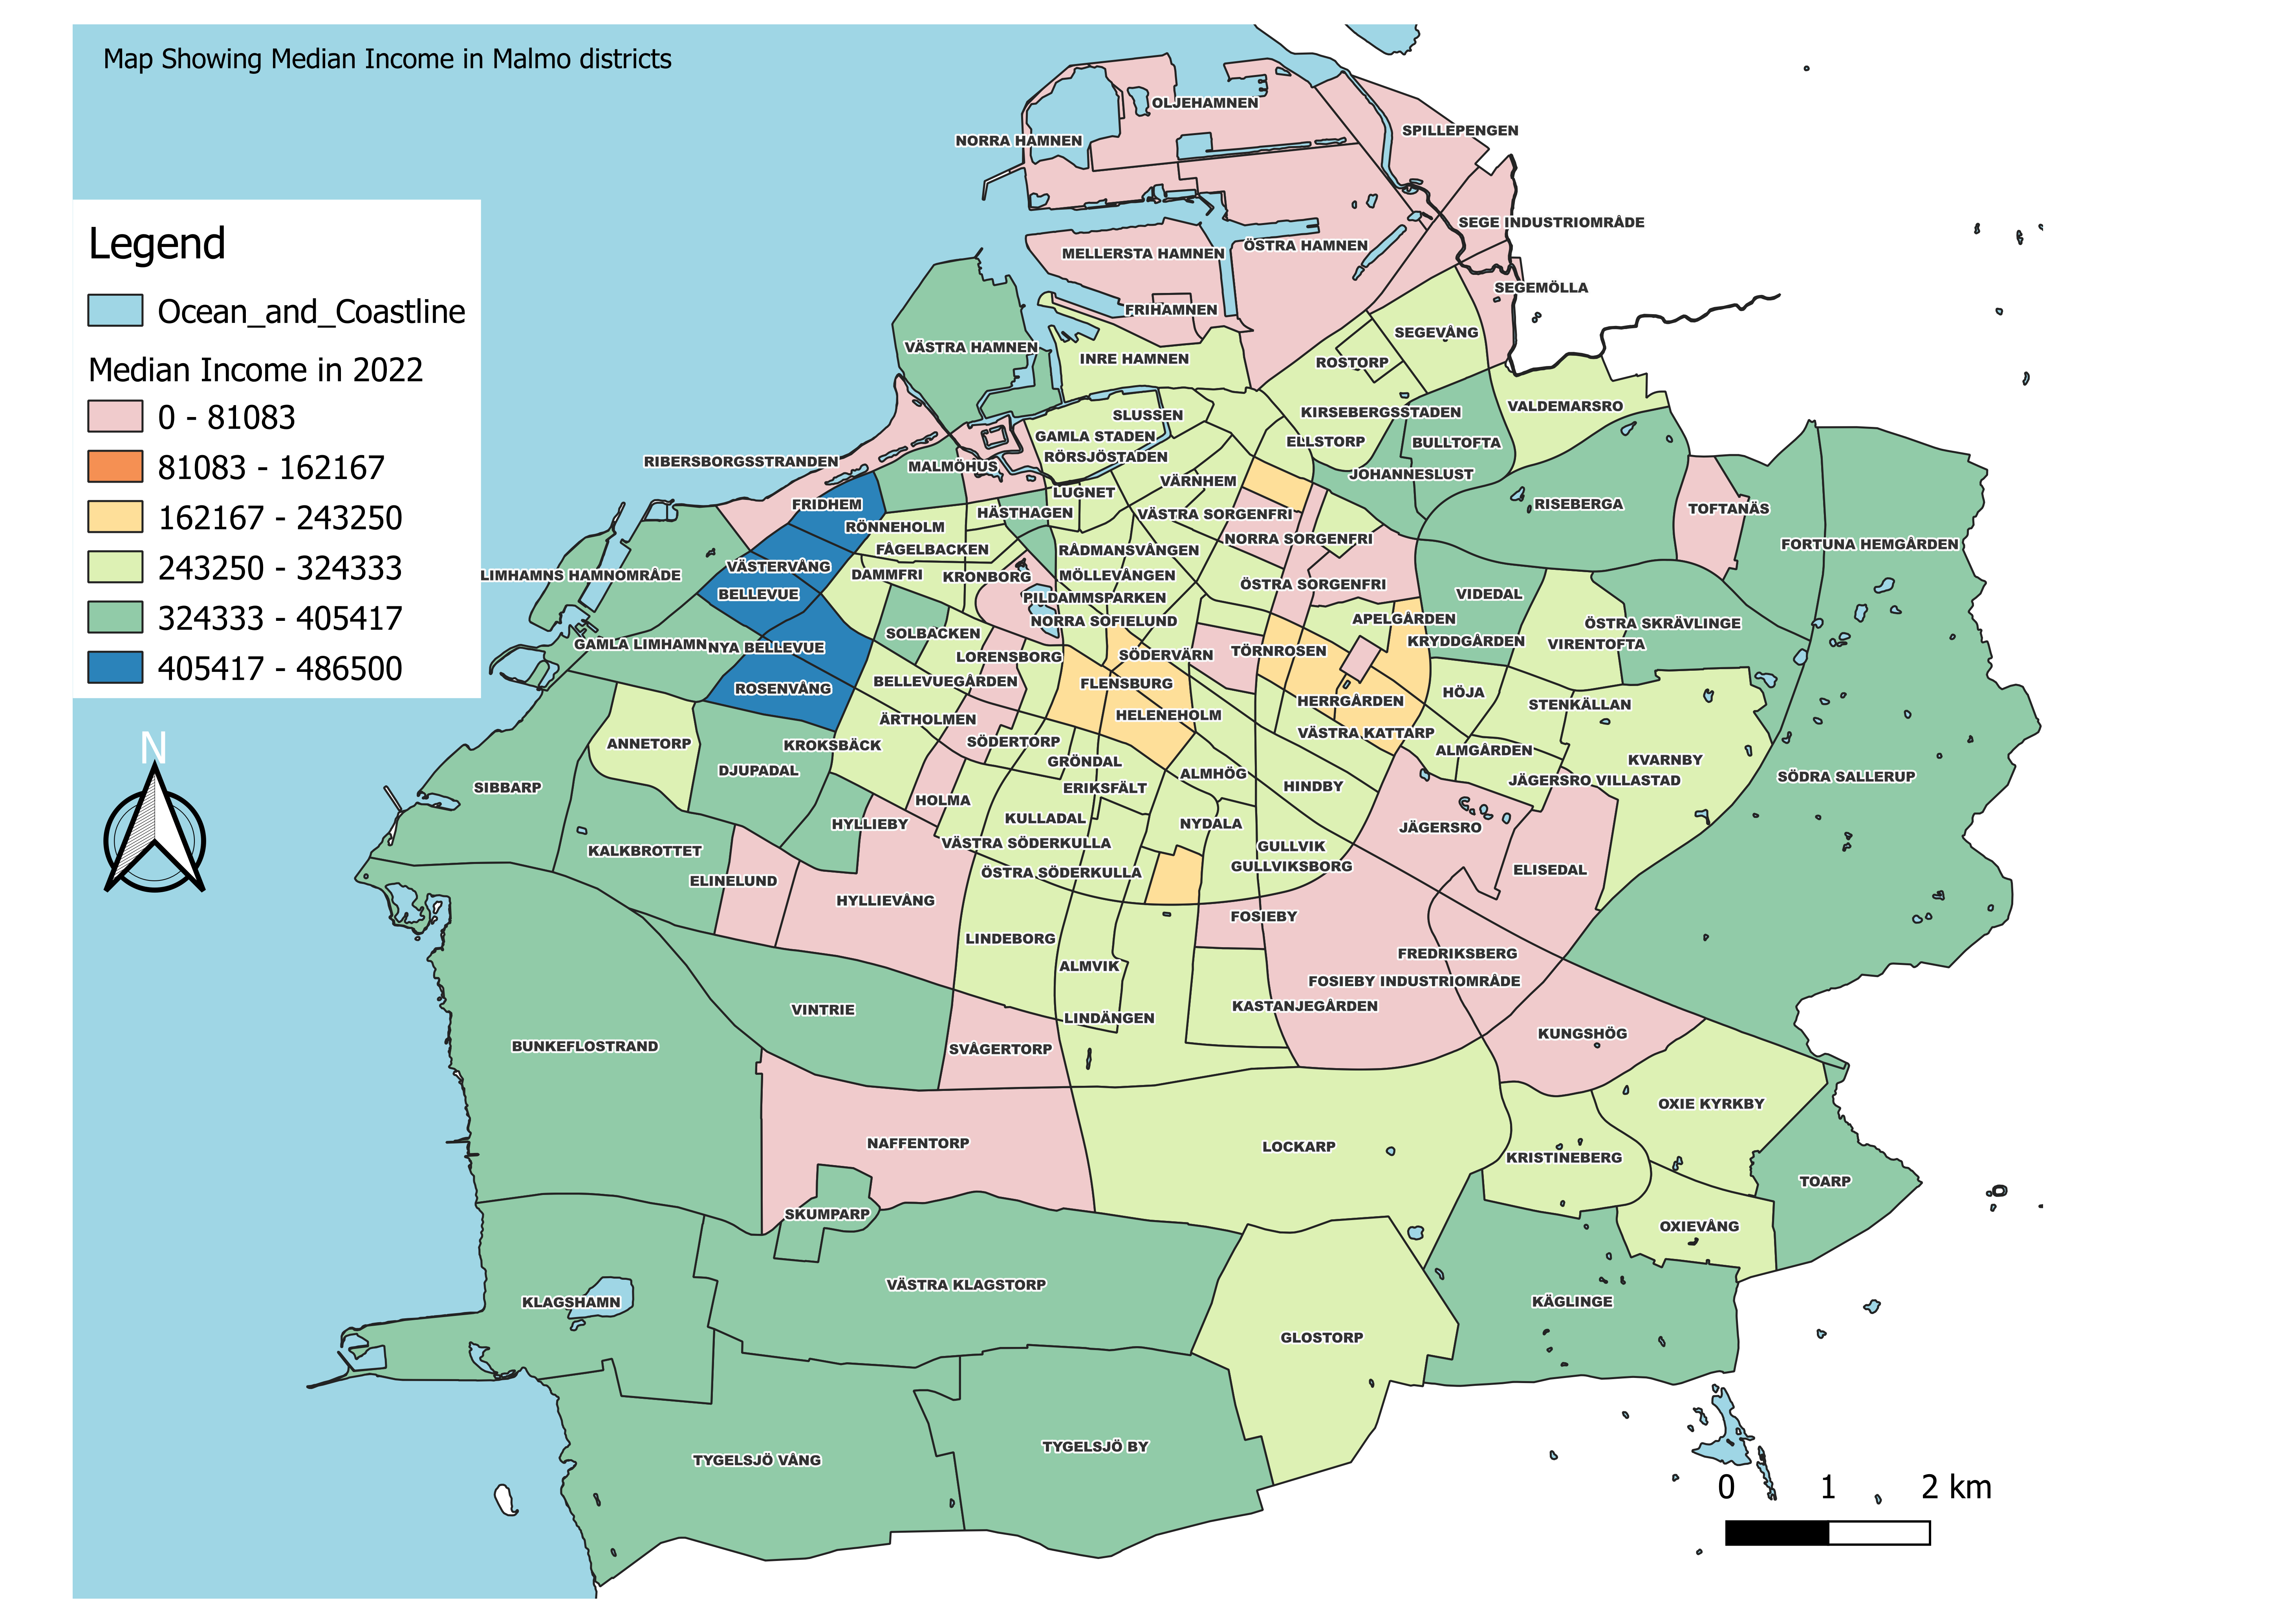 Map Showing Median Income in Malmo districts
Legend
Ocean_and_Coastline
Median Income in 2022
0 - 81083
81083 - 162167
162167 - 243250
243250 - 324333
324333 - 405417
405417 - 486500
N
OLJEHAMNEN
SPILLEPENGEN
NORRA HAMNEN
SEGE INDUSTRIOMRÅDE
ÖSTRA HAMNEN
MELLERSTA HAMNEN
SEGEMÖLLA
FRIHAMNEN
SEGEVÅNG
VÄSTRA HAMNEN
INRE HAMNEN
ROSTORP
VALDEMARSRO
KIRSEBERGSSTADEN
SLUSSEN
GAMLA STADEN
ELLSTORP
BULLTOFTA
RÖRSJÖSTADEN
RIBERSBORGSSTRANDEN
MALMÖHUS
JOHANNESLUST
VÄRNHEM
LUGNET
FRIDHEM
RISEBERGA
TOFTANÄS
HÄSTHAGEN
VÄSTRA SORGENFRI
RÖNNEHOLM
NORRA SORGENFRI
FORTUNA HEMGÅRDEN
FÅGELBACKEN
RÅDMANSVÅNGEN
VÄSTERVÅNG
LIMHAMNS HAMNOMRÅDE
DAMMFRI
KRONBORG
MÖLLEVÅNGEN
ÖSTRA SORGENFRI
BELLEVUE
VIDEDAL
PILDAMMSPARKEN
NORRA SOFIELUND
APELGÅRDEN
ÖSTRA SKRÄVLINGE
SOLBACKEN
KRYDDGÅRDEN
VIRENTOFTA
GAMLA LIMHAMN
NYA BELLEVUE
LORENSBORG
SÖDERVÄRN
TÖRNROSEN
BELLEVUEGÅRDEN
FLENSBURG
ROSENVÅNG
HÖJA
HERRGÅRDEN
STENKÄLLAN
HELENEHOLM
ÄRTHOLMEN
VÄSTRA KATTARP
ANNETORP
KROKSBÄCK
SÖDERTORP
ALMGÅRDEN
KVARNBY
GRÖNDAL
DJUPADAL
ALMHÖG
SÖDRA SALLERUP
JÄGERSRO VILLASTAD
SIBBARP
ERIKSFÄLT
HINDBY
HOLMA
KULLADAL
HYLLIEBY
NYDALA
JÄGERSRO
VÄSTRA SÖDERKULLA
GULLVIK
KALKBROTTET
GULLVIKSBORG
ÖSTRA SÖDERKULLA
ELISEDAL
ELINELUND
HYLLIEVÅNG
FOSIEBY
LINDEBORG
FREDRIKSBERG
ALMVIK
FOSIEBY INDUSTRIOMRÅDE
KASTANJEGÅRDEN
VINTRIE
LINDÄNGEN
KUNGSHÖG
BUNKEFLOSTRAND
SVÅGERTORP
OXIE KYRKBY
NAFFENTORP
LOCKARP
KRISTINEBERG
TOARP
SKUMPARP
OXIEVÅNG
VÄSTRA KLAGSTORP
KLAGSHAMN
KÄGLINGE
GLOSTORP
TYGELSJÖ BY
TYGELSJÖ VÅNG
0 1 2 km